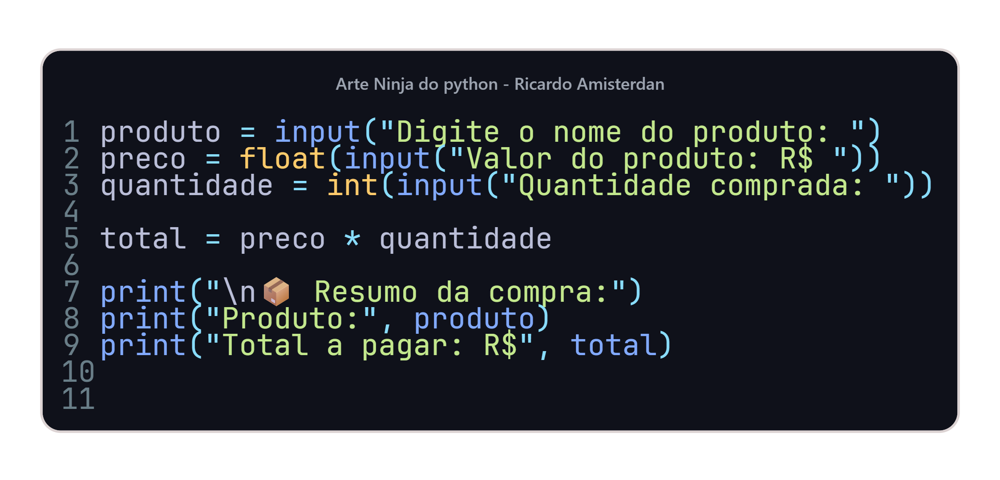 Arte Ninja do python - Ricardo Amisterdan
1 produto = input("Digite o nome do produto: ")
2 preco = float(input("Valor do produto: R$ "))
3 quantidade = int(input("Quantidade comprada: "))
4
5 total = preco * quantidade
6
7 print("\n📦 Resumo da compra:")
8 print("Produto:", produto)
9 print("Total a pagar: R$", total)
10
11